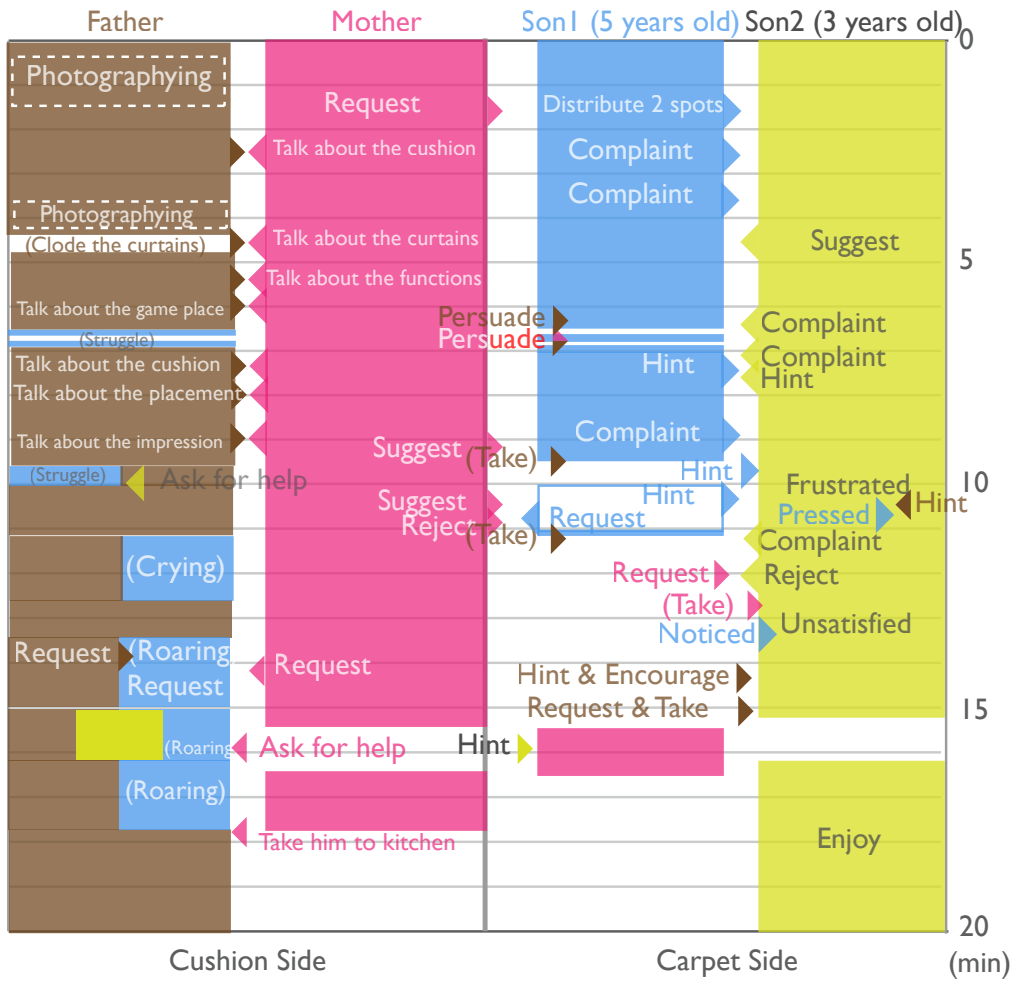 Father
Mother
Son1 (5 years old)
Son2 (3 years old)
0
Photographying
Request
Distribute 2 spots
Talk about the cushion
Complaint
Complaint
Photographying
(Clode the curtains)
Talk about the curtains
Suggest
5
Talk about the functions
Talk about the game place
Persuade
Complaint
(Struggle)
Persuade
Complaint
Talk about the cushion
Hint
Hint
Talk about the placement
Talk about the impression
Complaint
Suggest
(Take)
(Struggle)
Ask for help
Hint
10
Frustrated
Hint
Suggest
Hint
Pressed
Request
Reject
(Take)
Complaint
(Crying)
Request
Reject
(Take)
Noticed
Unsatisfied
Request
(Roaring
Request
Request
Hint & Encourage
Request & Take
15
(Roaring
Ask for help
Hint
(Roaring)
Take him to kitchen
Enjoy
20
Cushion Side
Carpet Side
(min)